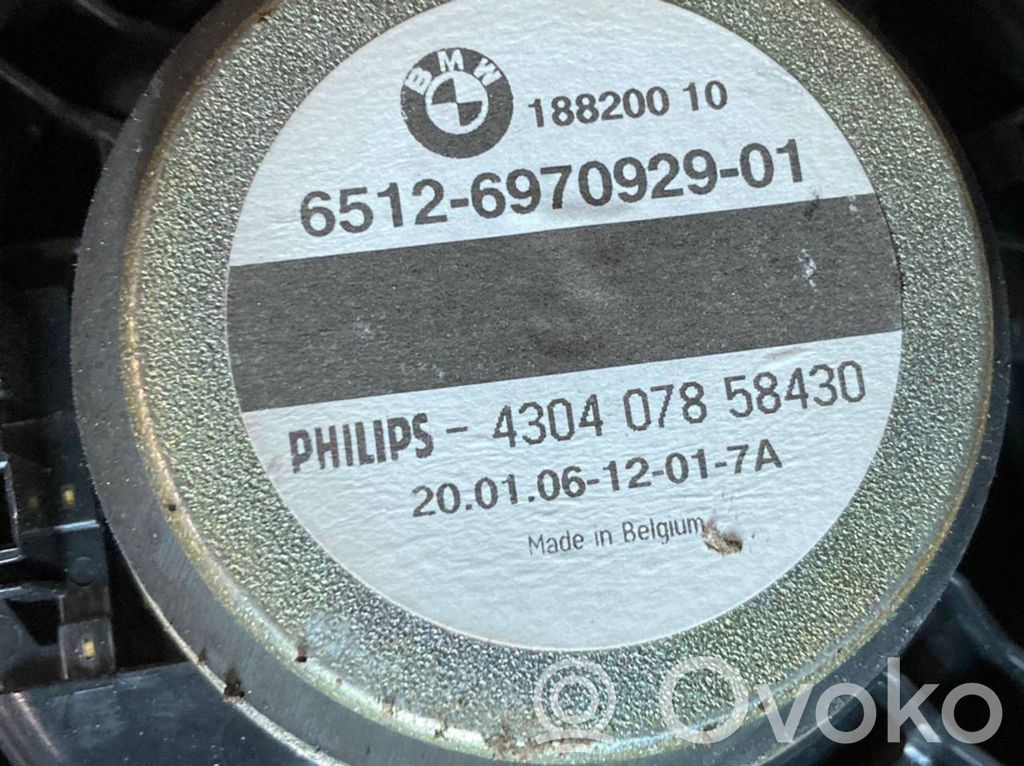 BMW
188200 10
6512-6970929-01
PHILIPS - 4304 078 58430
20.01.06-12-01-7A
Made in Belgium
Ovoko